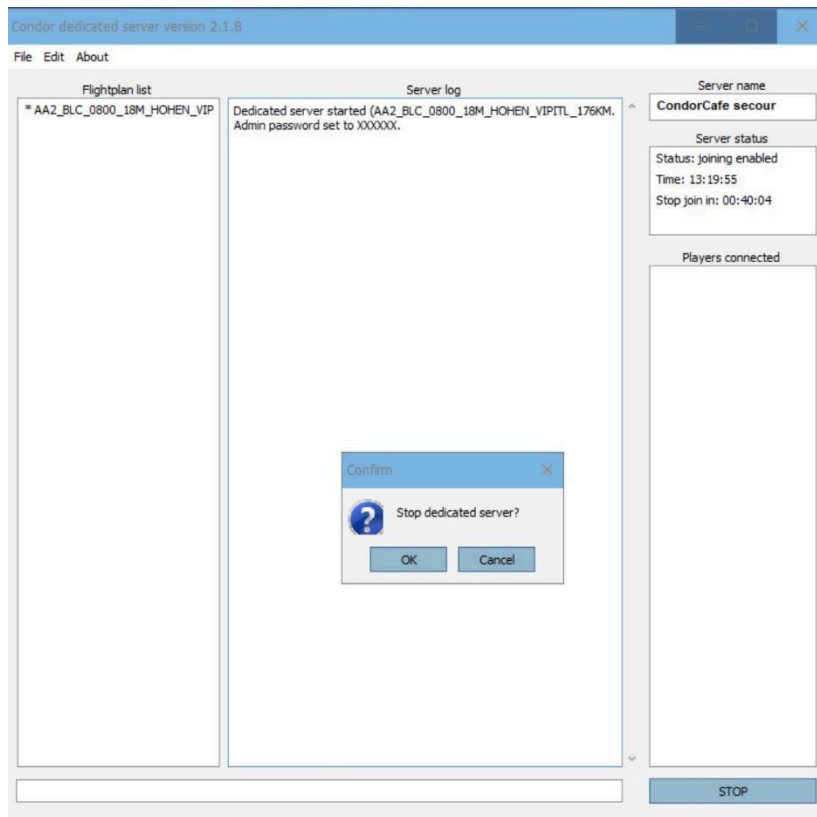 Condor dedicated server version 2.1.8
File Edit About
Flightplan list
* AA2_BLC_0800_18M_HOHEN_VIP
Server log
Dedicated server started (AA2_BLC_0800_18M_HOHEN_VIPITL_176KM.
Admin password set to XXXXXX.
Server name
CondorCafe secour
Server status
Status: joining enabled
Time: 13:19:55
Stop join in: 00:40:04
Players connected
Confirm
Stop dedicated server?
OK Cancel
STOP